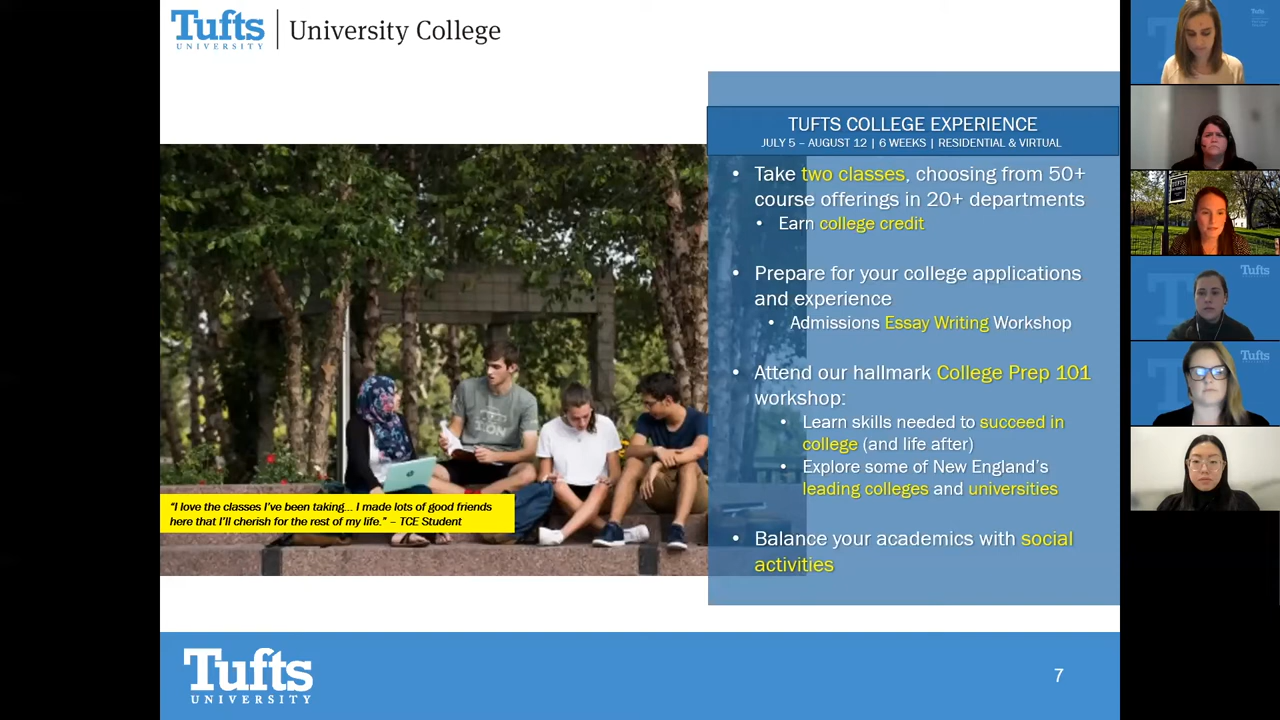 Tufts
UNIVERSITY
University College
TUFTS COLLEGE EXPERIENCE
JULY 5 – AUGUST 12 | 6 WEEKS | RESIDENTIAL & VIRTUAL
• Take two classes, choosing from 50+
course offerings in 20+ departments
• Earn college credit
• Prepare for your college applications
and experience
• Admissions Essay Writing Workshop
• Attend our hallmark College Prep 101
workshop:
• Learn skills needed to succeed in
college (and life after)
• Explore some of New England's
leading colleges and universities
• Balance your academics with social
activities
"I love the classes I've been taking... I made lots of good friends
here that I'll cherish for the rest of my life." – TCE Student
Tufts
UNIVERSITY
7
Tufts
TUFTS
Tufts
Tufts